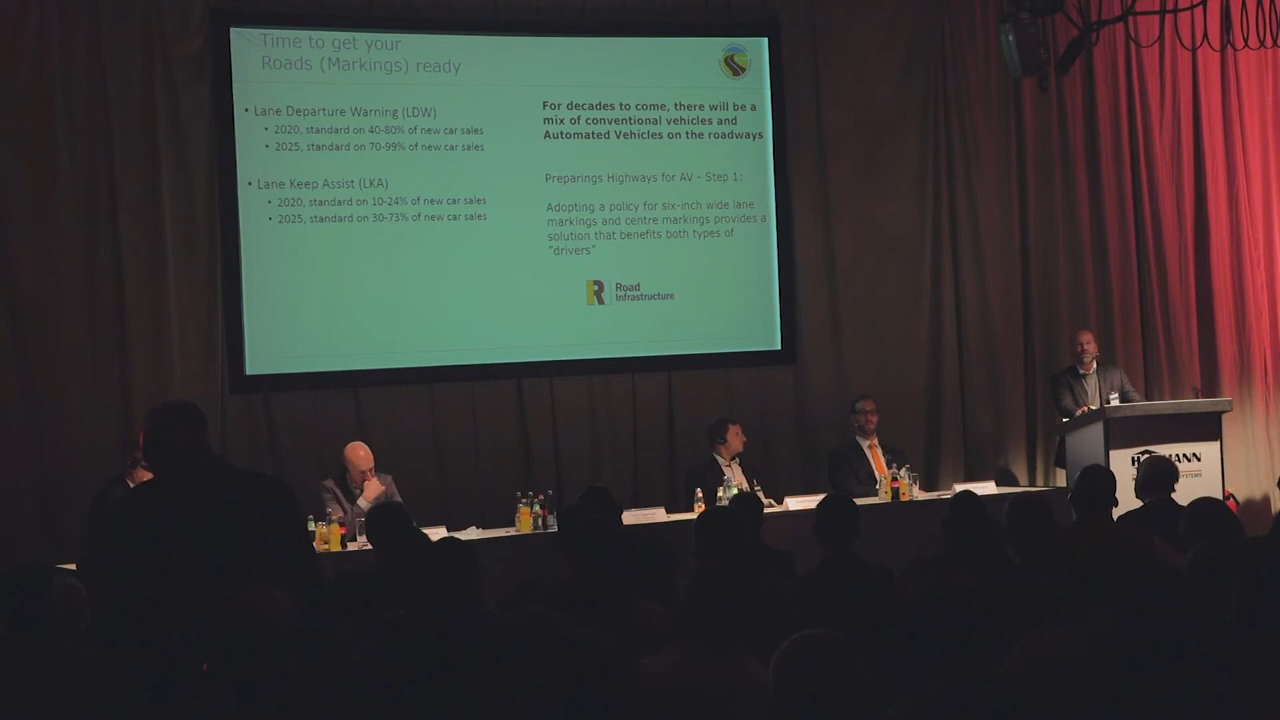 Time to get your
Roads (Markings) ready
• Lane Departure Warning (LDW)
• 2020, standard on 40-80% of new car sales
• 2025, standard on 70-99% of new car sales
• Lane Keep Assist (LKA)
• 2020, standard on 10-24% of new car sales
• 2025, standard on 30-73% of new car sales
For decades to come, there will be a
mix of conventional vehicles and
Automated Vehicles on the roadways
Preparings Highways for AV - Step 1:
Adopting a policy for six-inch wide lane
markings and centre markings provides a
solution that benefits both types of
"drivers"
Road
Infrastructure